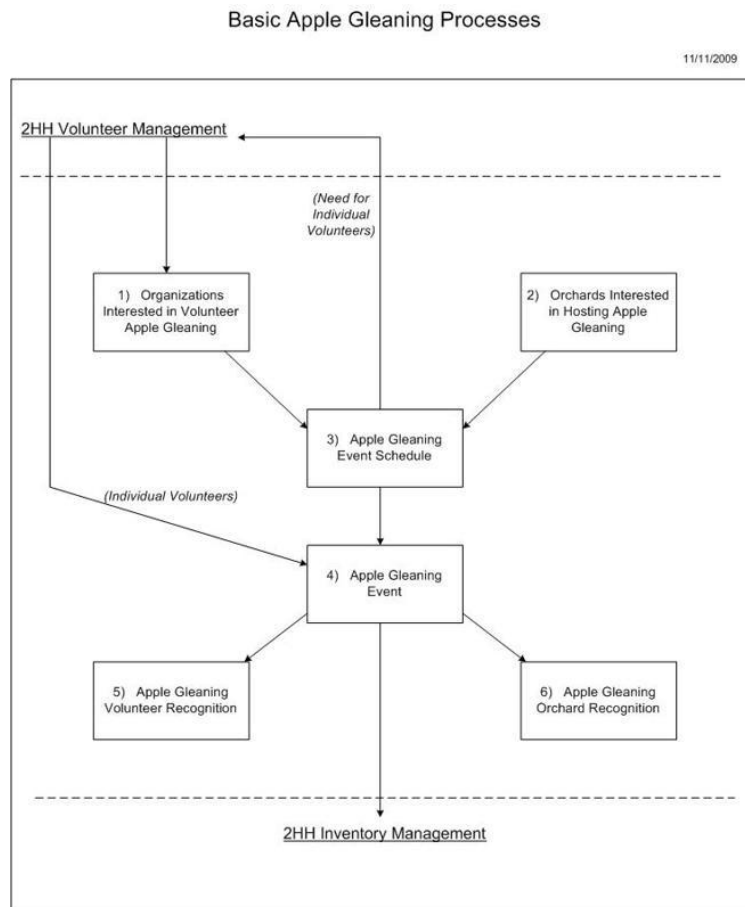 Basic Apple Gleaning Processes
11/11/2009
2HH Volunteer Management
(Need for
Individual
Volunteers)
1) Organizations
Interested in Volunteer
Apple Gleaning
2) Orchards Interested
in Hosting Apple
Gleaning
3) Apple Gleaning
Event Schedule
(Individual Volunteers)
4) Apple Gleaning
Event
5) Apple Gleaning
Volunteer Recognition
6) Apple Gleaning
Orchard Recognition
2HH Inventory Management